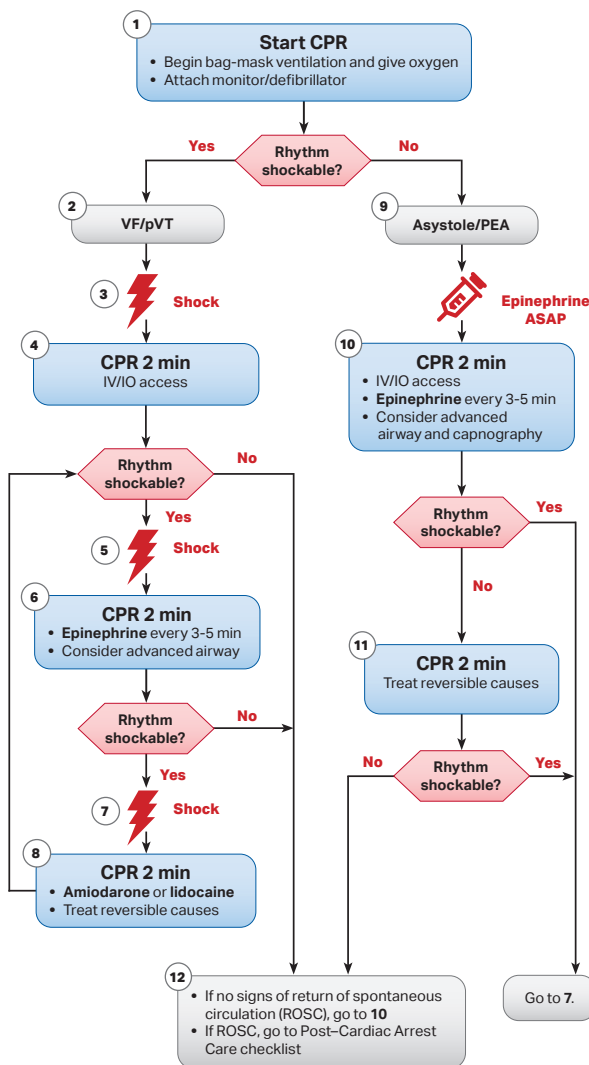 1
Start CPR
• Begin bag-mask ventilation and give oxygen
• Attach monitor/defibrillator
Rhythm
shockable?
Yes
No
2
VF/pVT
3
Shock
4
CPR 2 min
IV/IO access
Rhythm
shockable?
No
Yes
5
Shock
6
CPR 2 min
• Epinephrine every 3-5 min
• Consider advanced airway
Rhythm
shockable?
No
Yes
7
Shock
8
CPR 2 min
• Amiodarone or lidocaine
• Treat reversible causes
9
Asystole/PEA
Epinephrine
ASAP
10
CPR 2 min
• IV/IO access
• Epinephrine every 3-5 min
• Consider advanced
airway and capnography
Rhythm
shockable?
Yes
No
11
CPR 2 min
Treat reversible causes
Rhythm
shockable?
No
Yes
12
• If no signs of return of spontaneous
circulation (ROSC), go to 10
• If ROSC, go to Post–Cardiac Arrest
Care checklist
Go to 7.